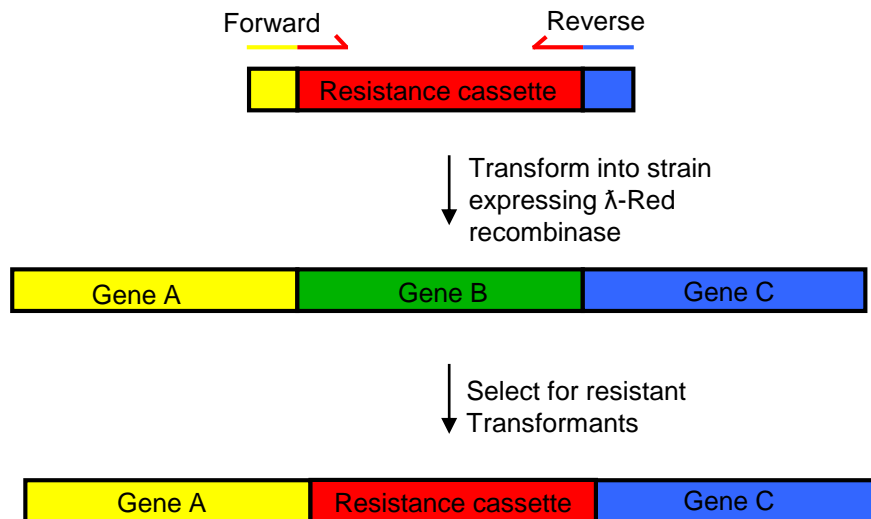 Forward Reverse
Resistance cassette
Transform into strain
expressing ƛ-Red
recombinase
Gene A Gene B Gene C
Select for resistant
Transformants
Gene A Resistance cassette Gene C